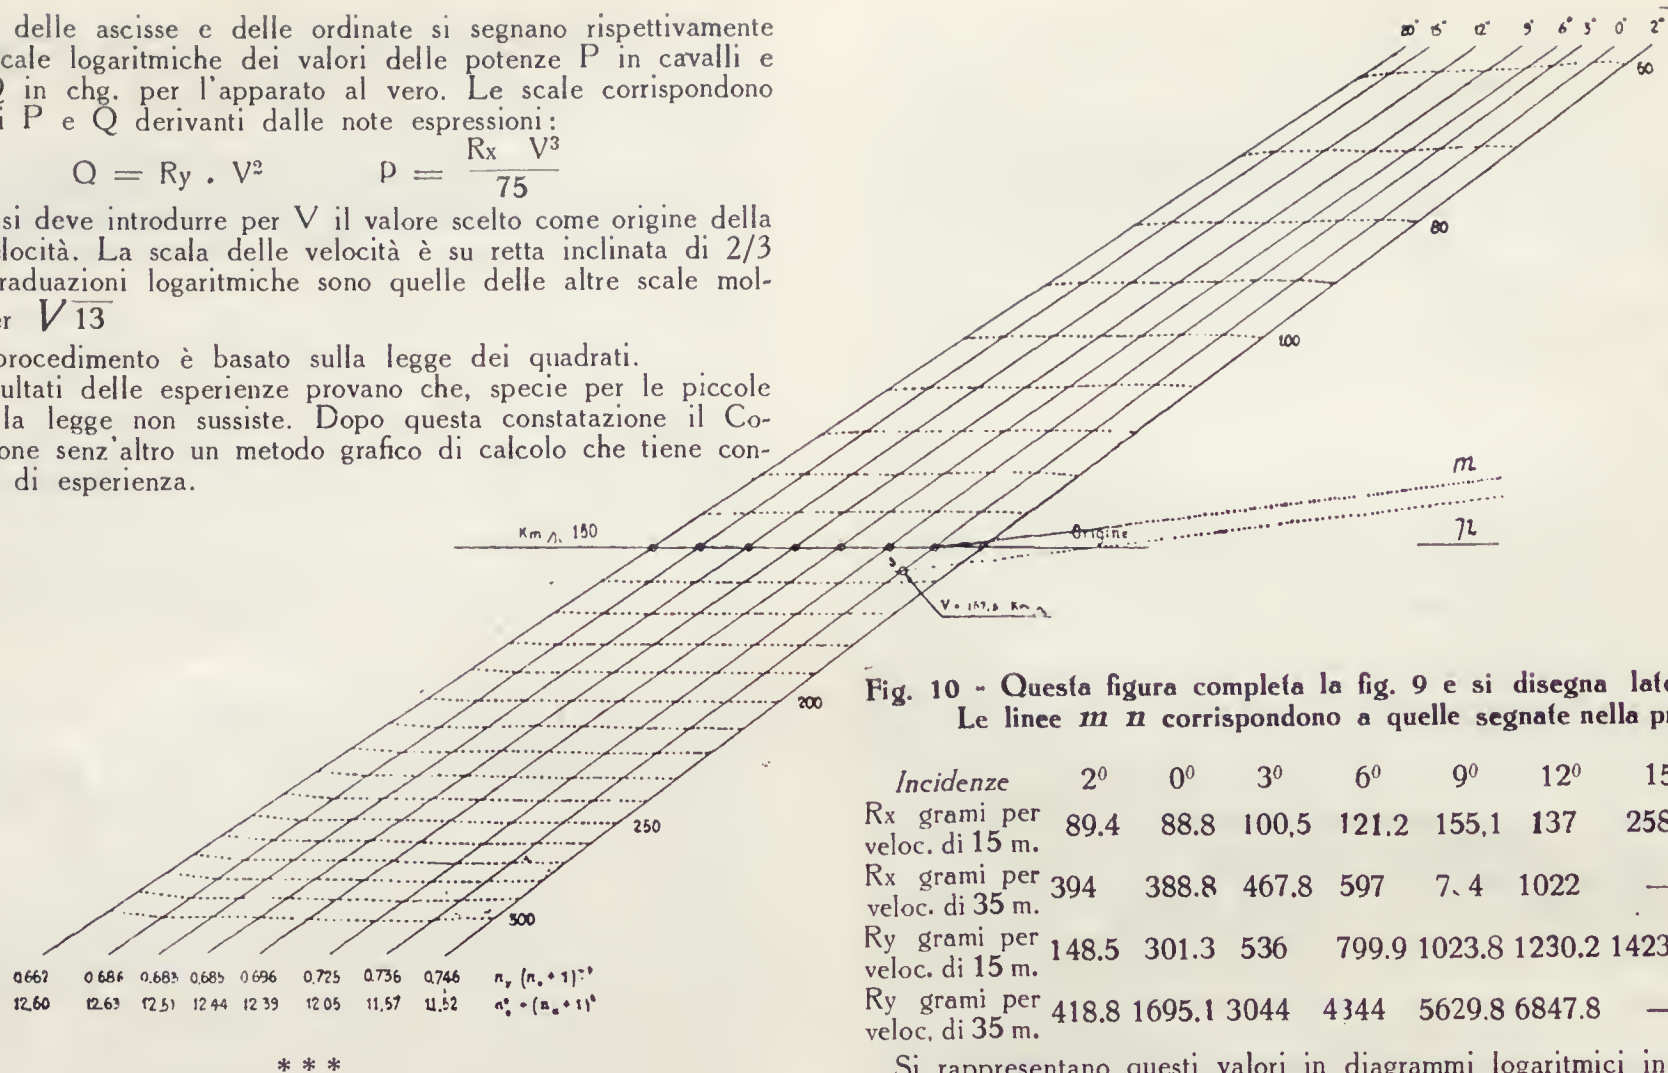 delle ascisse e delle ordinate si segnano rispettivamente
cale logaritmiche dei valori delle potenze P in cavalli e
Q in chg. per l'apparato al vero. Le scale corrispondono
i P e Q derivanti dalle note espressioni:
Q = Ry . V² P = Rx V³ / 75
si deve introdurre per V il valore scelto come origine della
locità. La scala delle velocità è su retta inclinata di 2/3
raduazioni logaritmiche sono quelle delle altre scale mol-
er √13
procedimento è basato sulla legge dei quadrati.
sultati delle esperienze provano che, specie per le piccole
la legge non sussiste. Dopo questa constatazione il Co-
one senz'altro un metodo grafico di calcolo che tiene con-
di esperienza.
20° 15° 12° 9° 6° 3° 0° 2°
60
80
100
m
Km h. 150
Origine
n
200
250
300
0.662 0.686 0.683 0.685 0.696 0.725 0.736 0.746
12.60 12.63 12.51 12.44 12.39 12.05 11.57 11.52
* * *
Fig. 10 - Questa figura completa la fig. 9 e si disegna late
Le linee m n corrispondono a quelle segnate nella pr
Incidenze 2⁰ 0⁰ 3⁰ 6⁰ 9⁰ 12⁰ 15
Rx grami per
veloc. di 15 m. 89.4 88.8 100,5 121.2 155.1 137 258
Rx grami per
veloc. di 35 m. 394 388.8 467.8 597 7. 4 1022 —
Ry grami per
veloc. di 15 m. 148.5 301.3 536 799.9 1023.8 1230.2 1423
Ry grami per
veloc. di 35 m. 418.8 1695.1 3044 4344 5629.8 6847.8 —
Si rappresentano questi valori in diagrammi logaritmici in